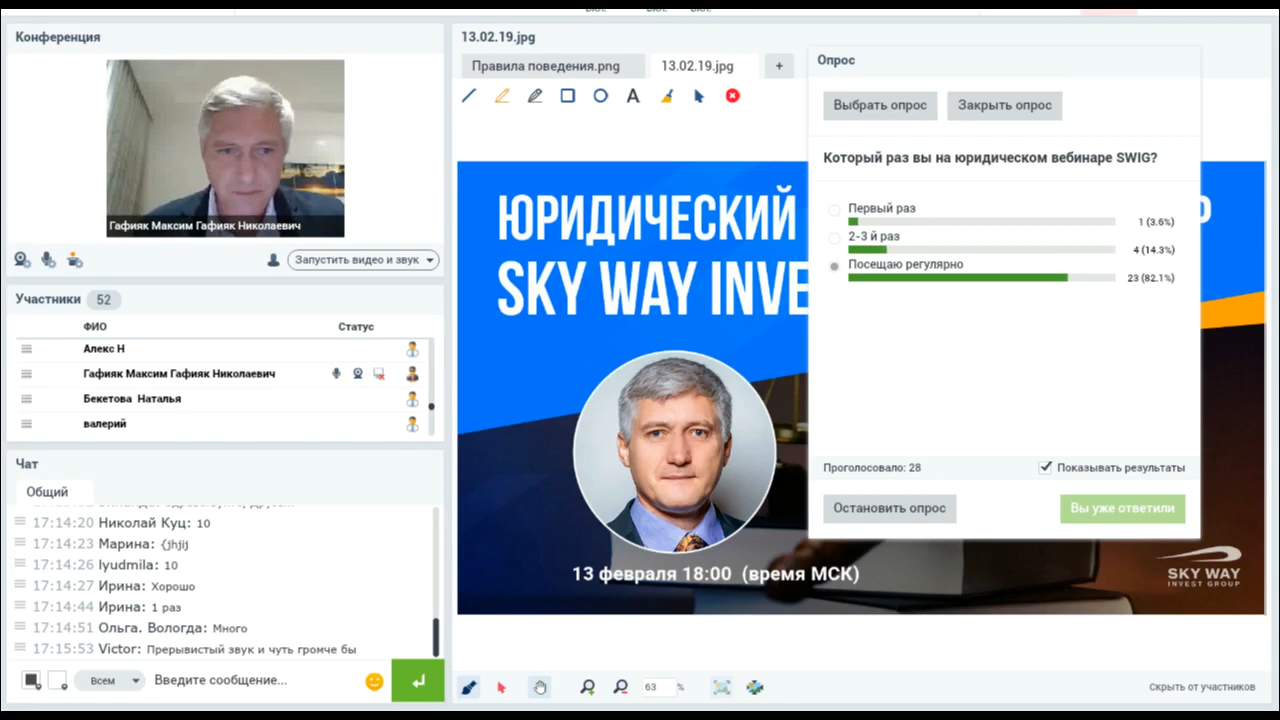 Конференция
Гафияк Максим Гафияк Николаевич
Запустить видео и звук
Участники 52
ФИО Статус
Алекс Н
Гафияк Максим Гафияк Николаевич
Бекетова Наталья
валерий
Чат
Общий
17:14:20 Николай Куц: 10
17:14:23 Марина: {jhjij
17:14:26 lyudmila: 10
17:14:27 Ирина: Хорошо
17:14:44 Ирина: 1 раз
17:14:51 Ольга. Вологда: Много
17:15:53 Victor: Прерывистый звук и чуть громче бы
Всем Введите сообщение...
13.02.19.jpg
Правила поведения.png 13.02.19.jpg +
A
ЮРИДИЧЕСКИЙ
SKY WAY INVE
13 февраля 18:00 (время МСК)
SKY WAY
INVEST GROUP
Опрос
Выбрать опрос Закрыть опрос
Который раз вы на юридическом вебинаре SWIG?
Первый раз
1 (3.6%)
2-3 й раз
4 (14.3%)
Посещаю регулярно
23 (82.1%)
Проголосовало: 28 Показывать результаты
Остановить опрос Вы уже ответили
63 %
Скрыть от участников